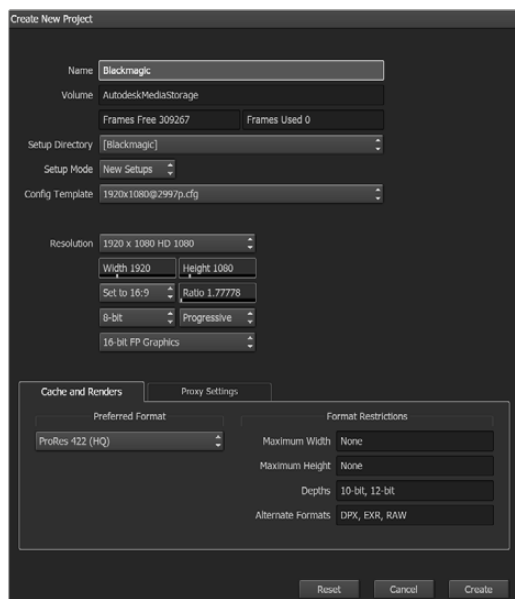 Create New Project
Name Blackmagic
Volume AutodeskMediaStorage
Frames Free 309267 Frames Used 0
Setup Directory [Blackmagic]
Setup Mode New Setups
Config Template 1920x1080@2997p.cfg
Resolution 1920 x 1080 HD 1080
Width 1920 Height 1080
Set to 16:9 Ratio 1.77778
8-bit Progressive
16-bit FP Graphics
Cache and Renders Proxy Settings
Preferred Format Format Restrictions
ProRes 422 (HQ) Maximum Width None
Maximum Height None
Depths 10-bit, 12-bit
Alternate Formats DPX, EXR, RAW
Reset Cancel Create